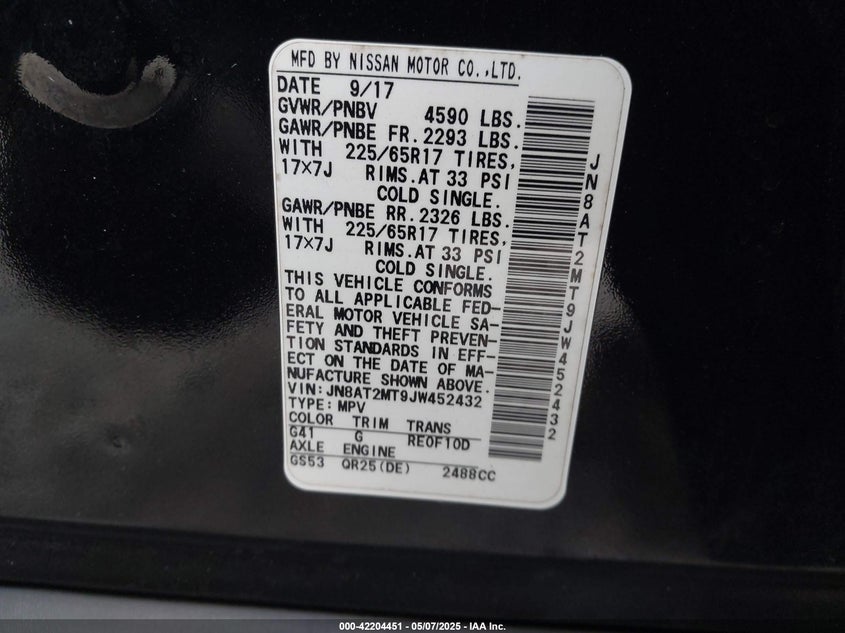 MFD BY NISSAN MOTOR CO.,LTD.
DATE 9/17
GVWR/PNBV 4590 LBS.
GAWR/PNBE FR. 2293 LBS.
WITH 225/65R17 TIRES,
17×7J RIMS. AT 33 PSI
COLD SINGLE.
GAWR/PNBE RR. 2326 LBS.
WITH 225/65R17 TIRES,
17×7J RIMS. AT 33 PSI
COLD SINGLE.
THIS VEHICLE CONFORMS
TO ALL APPLICABLE FED-
ERAL MOTOR VEHICLE SA-
FETY AND THEFT PREVEN-
TION STANDARDS IN EFF-
ECT ON THE DATE OF MA-
NUFACTURE SHOWN ABOVE.
VIN: JN8AT2MT9JW452432
TYPE: MPV
COLOR TRIM TRANS
G41 G RE0F10D
AXLE ENGINE
GS53 QR25(DE) 2488CC
JN8AT2MT9JW452432
000-42204451 - 05/07/2025 - IAA Inc.